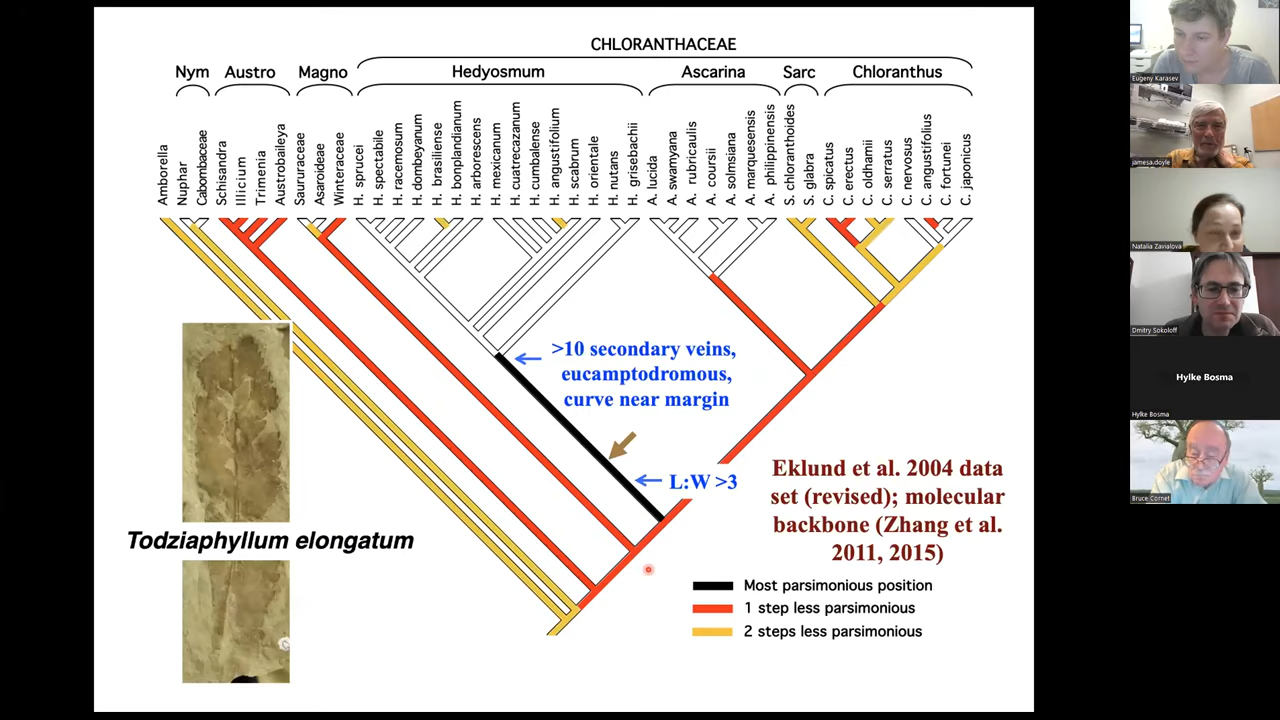 CHLORANTHACEAE
Nym Austro Magno Hedyosmum Ascarina Sarc Chloranthus
Amborella
Nuphar
Cabombaceae
Schisandra
Illicium
Trimenia
Austrobaileya
Saururaceae
Asaroideae
Winteraceae
H. sprucei
H. spectabile
H. racemosum
H. dombeyanum
H. brasiliense
H. bonplandianum
H. arborescens
H. mexicanum
H. cuatrecazanum
H. cumbalense
H. angustifolium
H. scabrum
H. orientale
H. nutans
H. grisebachii
A. lucida
A. swamyana
A. rubricaulis
A. coursii
A. solmsiana
A. marquesensis
A. philippinensis
S. chloranthoides
S. glabra
C. spicatus
C. erectus
C. oldhamii
C. serratus
C. nervosus
C. angustifolius
C. fortunei
C. japonicus
>10 secondary veins,
eucamptodromous,
curve near margin
L:W >3
Eklund et al. 2004 data
set (revised); molecular
backbone (Zhang et al.
2011, 2015)
Todziaphyllum elongatum
Most parsimonious position
1 step less parsimonious
2 steps less parsimonious
Eugeny Karasev
jamesa.doyle
Natalia Zavialova
Dmitry Sokoloff
Hylke Bosma
Hylke Bosma
Bruce Cornet